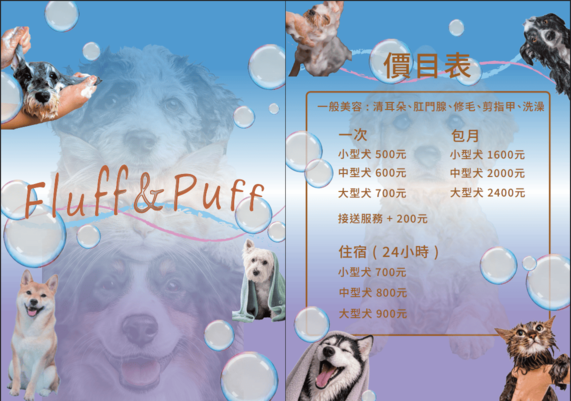 Fluff&Puff
價目表
一般美容：清耳朵、肛門腺、修毛、剪指甲、洗澡
一次
小型犬 500元
中型犬 600元
大型犬 700元
包月
小型犬 1600元
中型犬 2000元
大型犬 2400元
接送服務 + 200元
住宿 ( 24小時 )
小型犬 700元
中型犬 800元
大型犬 900元